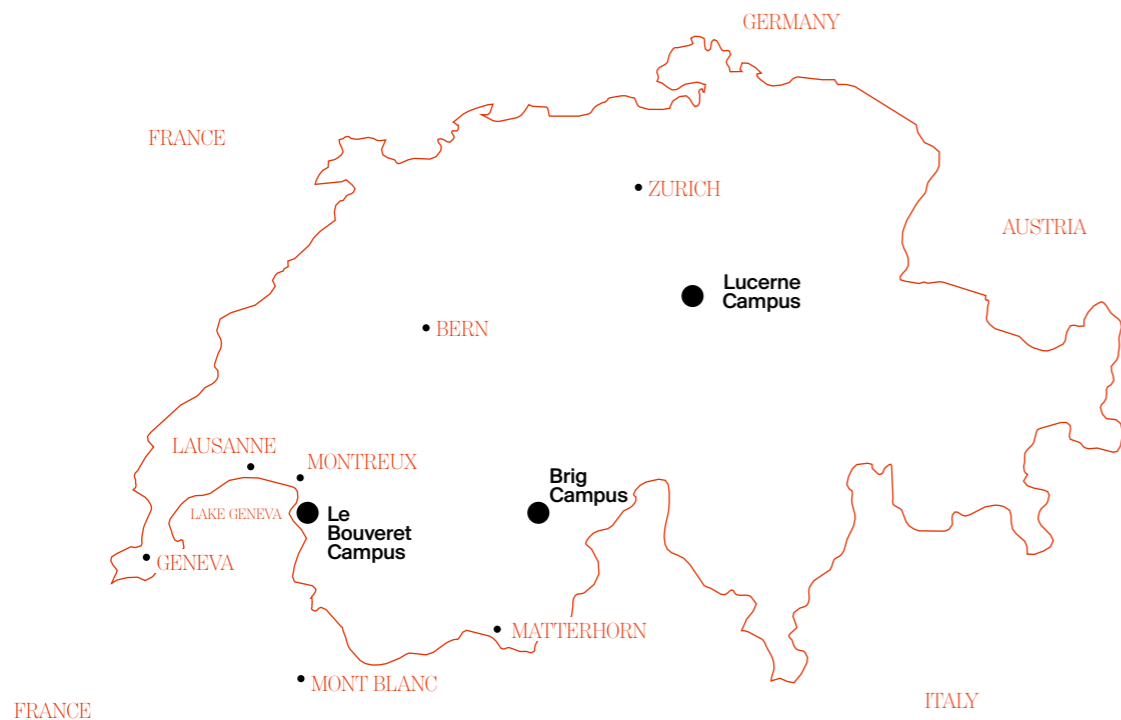 GERMANY
FRANCE
ZURICH
AUSTRIA
Lucerne
Campus
BERN
LAUSANNE
MONTREUX
Brig
Campus
LAKE GENEVA
Le
Bouveret
Campus
GENEVA
MATTERHORN
MONT BLANC
ITALY
FRANCE